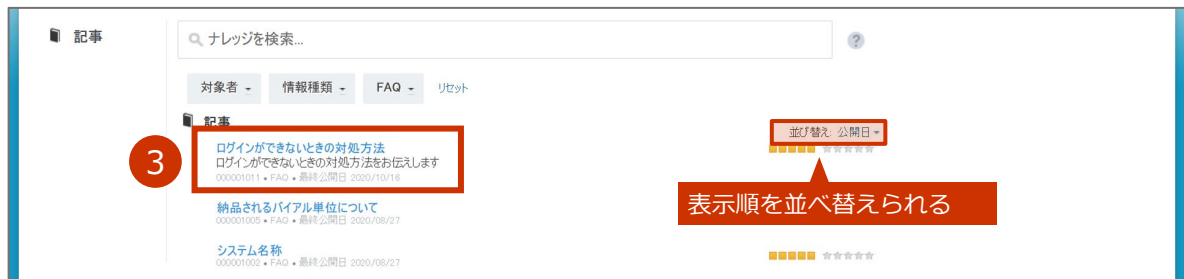 記事
ナレッジを検索...
?
対象者 情報種類 FAQ リセット
記事
並び替え: 公開日
3
ログインができないときの対処方法
ログインができないときの対処方法をお伝えします
000001011 • FAQ • 最終公開日 2020/10/16
表示順を並べ替えられる
納品されるバイアル単位について
000001005 • FAQ • 最終公開日 2020/08/27
システム名称
000001002 • FAQ • 最終公開日 2020/08/27